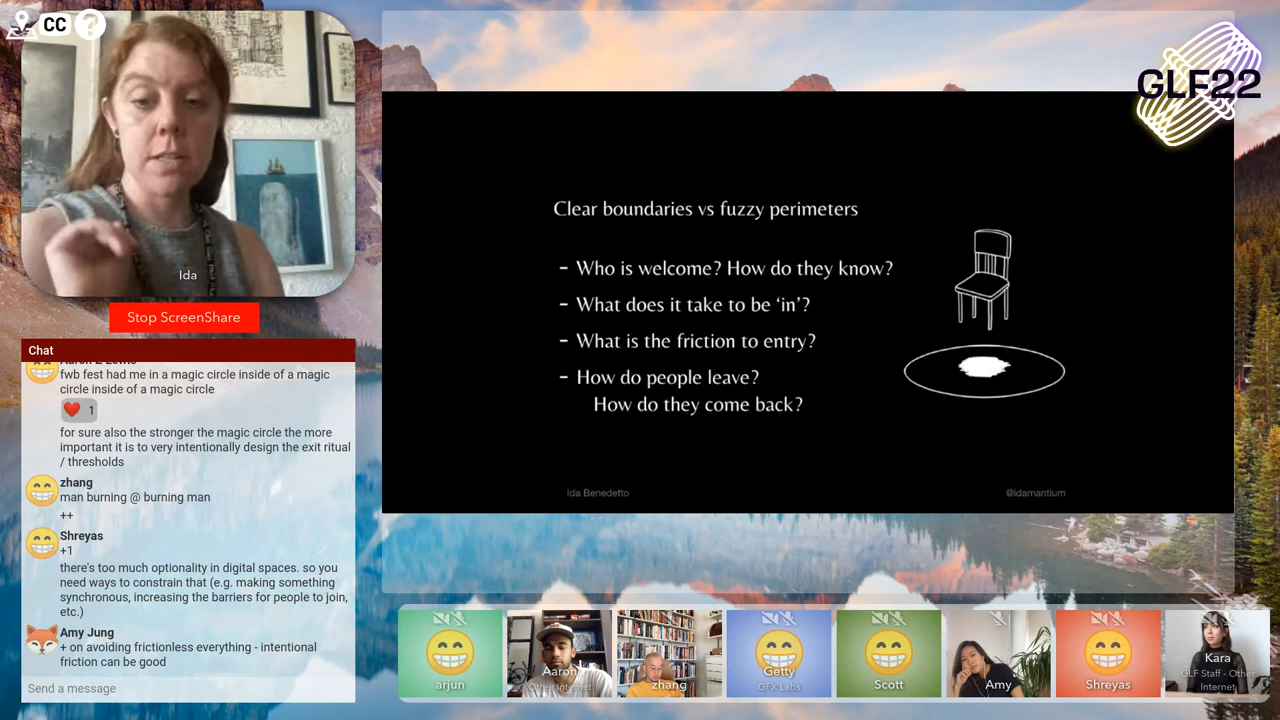 CC
?
GLF22
Ida
Stop ScreenShare
Clear boundaries vs fuzzy perimeters
- Who is welcome? How do they know?
- What does it take to be ‘in’?
- What is the friction to entry?
- How do people leave?
How do they come back?
Ida Benedetto
@idamantium
Chat
Aaron Z Lewis
fwb fest had me in a magic circle inside of a magic
circle inside of a magic circle
❤️ 1
for sure also the stronger the magic circle the more
important it is to very intentionally design the exit ritual
/ thresholds
zhang
man burning @ burning man
++
Shreyas
+1
there's too much optionality in digital spaces. so you
need ways to constrain that (e.g. making something
synchronous, increasing the barriers for people to join,
etc.)
Amy Jung
+ on avoiding frictionless everything - intentional
friction can be good
Send a message
arjun
Aaron
Other Internet
zhang
Getty
GFX Labs
Scott
Amy
Shreyas
Kara
GLF Staff - Other
Internet